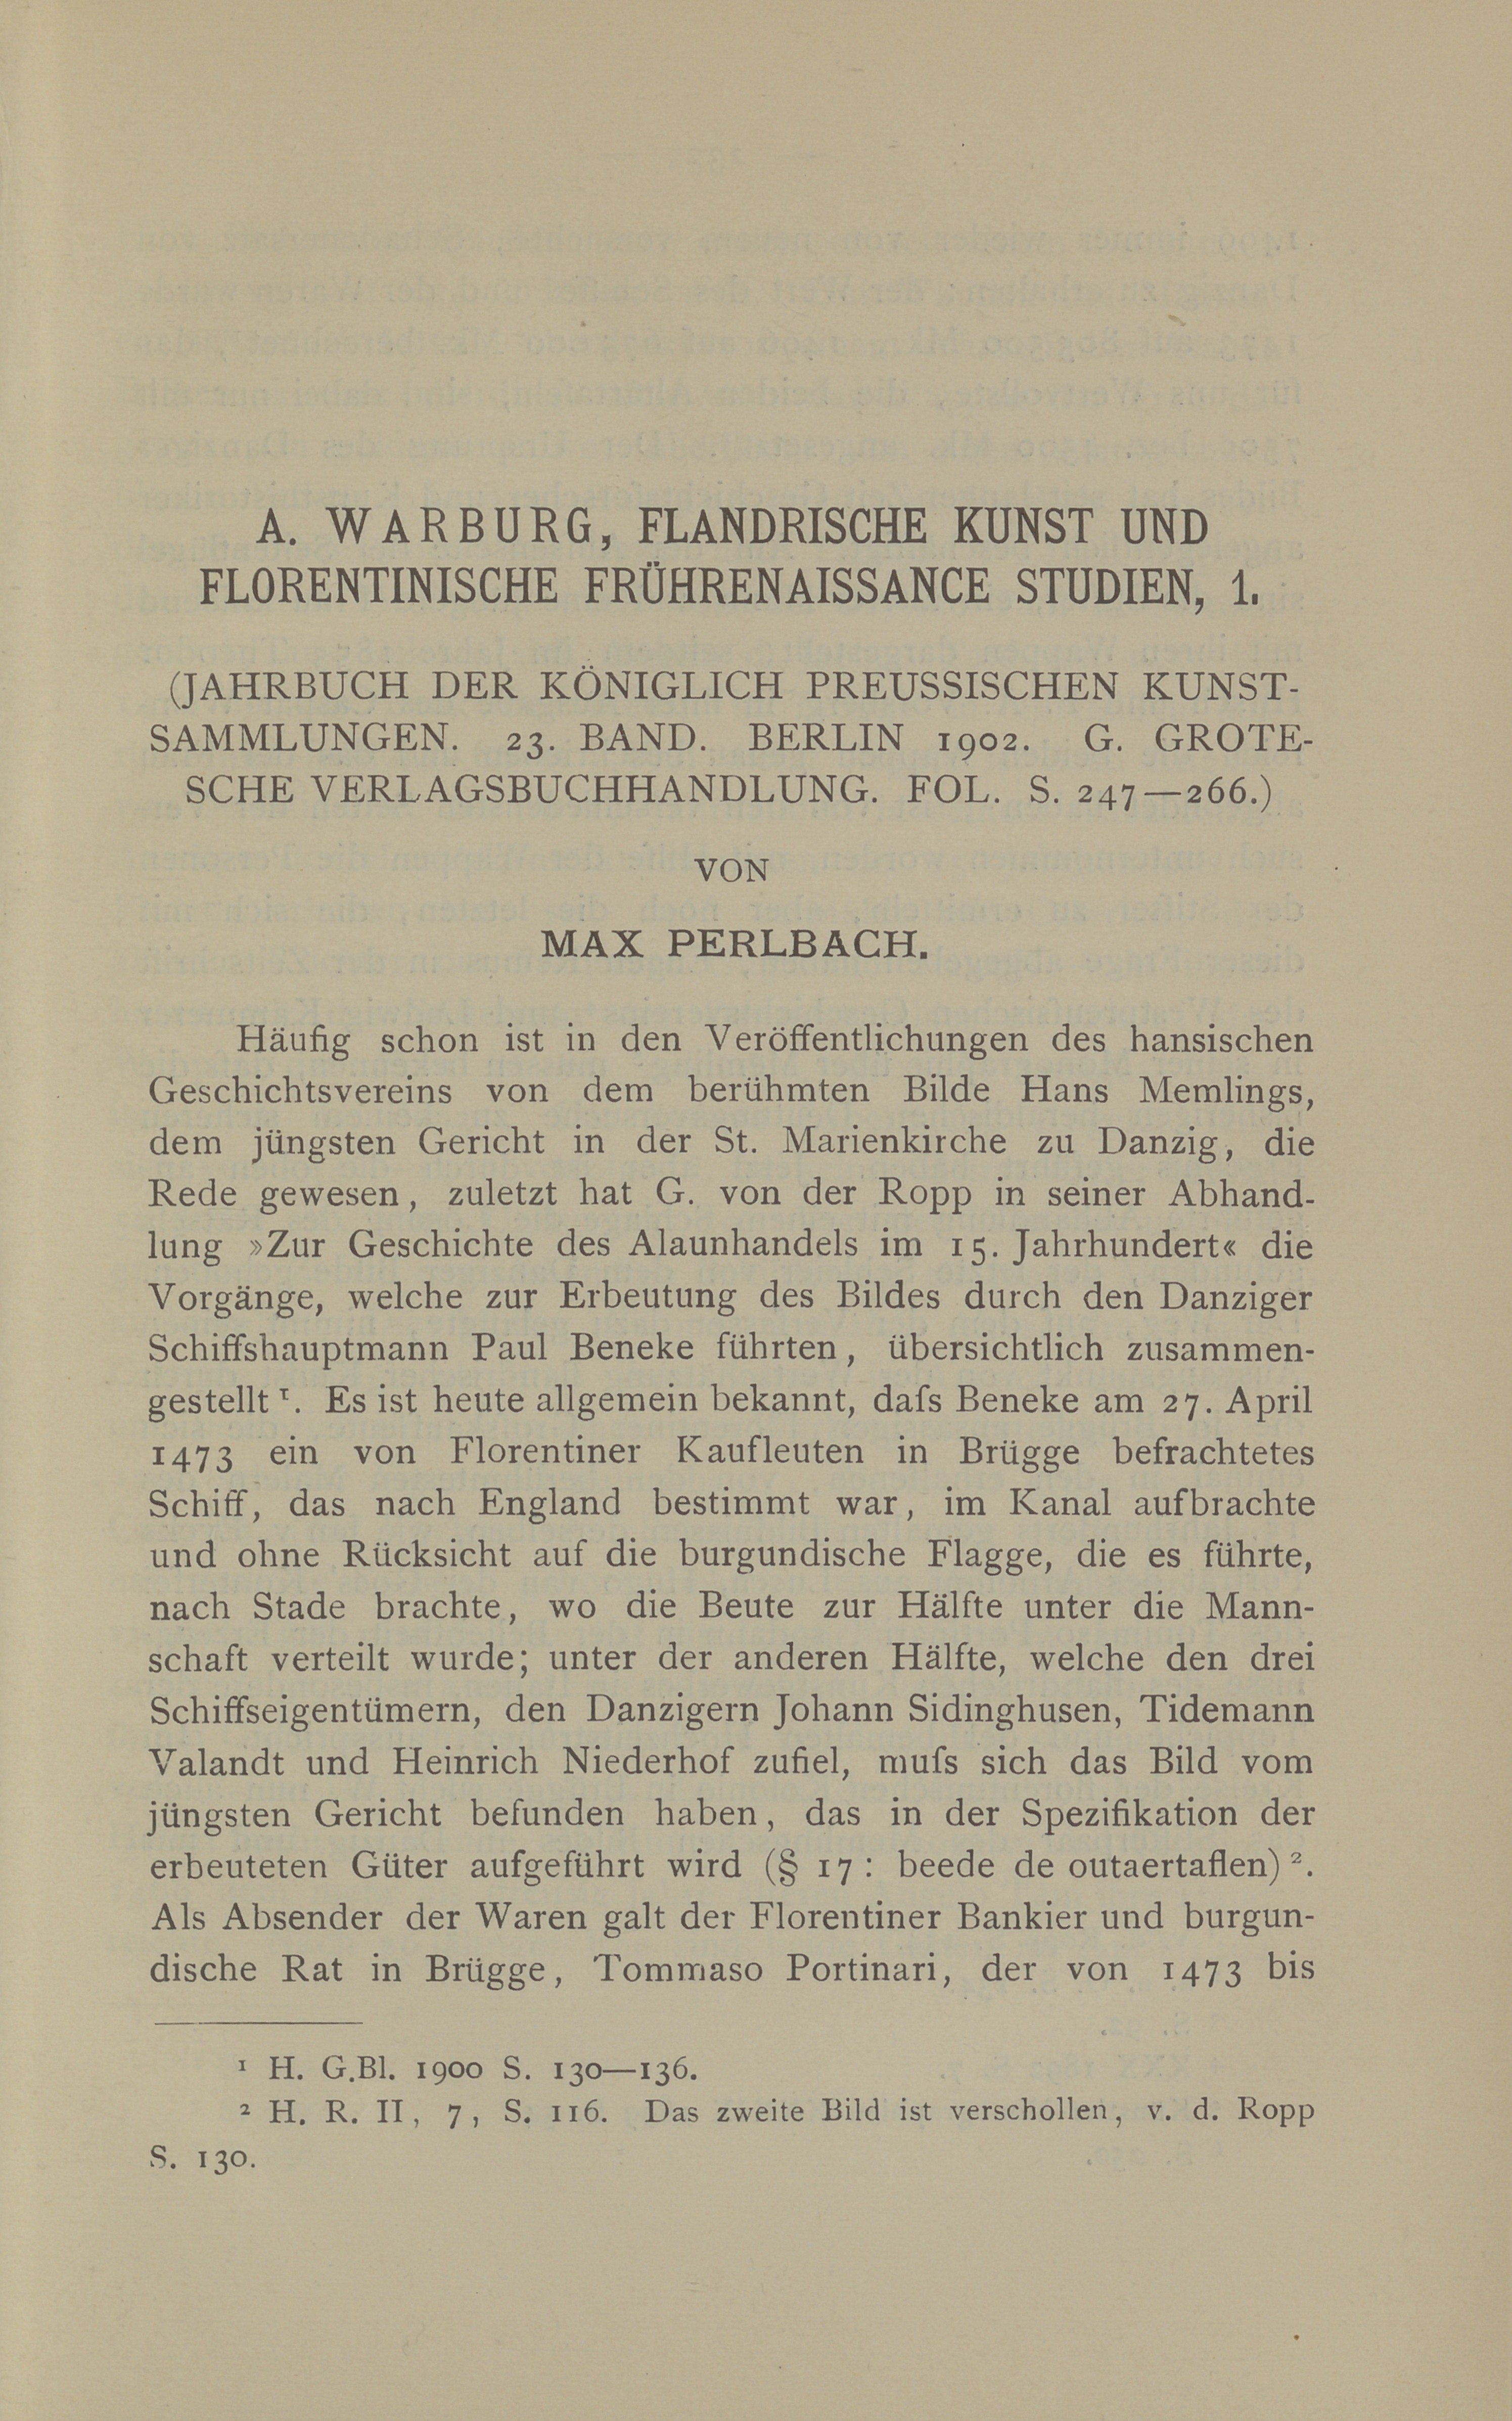 A. WARBURG, FLANDRISCHE KUNST UND
FLORENTINISCHE FRÜHRENAISSANCE STUDIEN, 1.
(JAHRBUCH DER KÖNIGLICH PREUSSISCHEN KUNST-
SAMMLUNGEN. 23. BAND. BERLIN 1902. G. GROTE-
SCHE VERLAGSBUCHHANDLUNG. FOL. S. 247—266.)
VON
MAX PERLBACH.
Häufig schon ist in den Veröffentlichungen des hansischen
Geschichtsvereins von dem berühmten Bilde Hans Memlings,
dem jüngsten Gericht in der St. Marienkirche zu Danzig, die
Rede gewesen, zuletzt hat G. von der Ropp in seiner Abhand-
lung »Zur Geschichte des Alaunhandels im 15. Jahrhundert« die
Vorgänge, welche zur Erbeutung des Bildes durch den Danziger
Schiffshauptmann Paul Beneke führten, übersichtlich zusammen-
gestellt¹. Es ist heute allgemein bekannt, daſs Beneke am 27. April
1473 ein von Florentiner Kaufleuten in Brügge befrachtetes
Schiff, das nach England bestimmt war, im Kanal aufbrachte
und ohne Rücksicht auf die burgundische Flagge, die es führte,
nach Stade brachte, wo die Beute zur Hälfte unter die Mann-
schaft verteilt wurde; unter der anderen Hälfte, welche den drei
Schiffseigentümern, den Danzigern Johann Sidinghusen, Tidemann
Valandt und Heinrich Niederhof zufiel, muſs sich das Bild vom
jüngsten Gericht befunden haben, das in der Spezifikation der
erbeuteten Güter aufgeführt wird (§ 17: beede de outaertaflen)².
Als Absender der Waren galt der Florentiner Bankier und burgun-
dische Rat in Brügge, Tommaso Portinari, der von 1473 bis
¹ H. G.Bl. 1900 S. 130—136.
² H. R. II, 7, S. 116. Das zweite Bild ist verschollen, v. d. Ropp
S. 130.